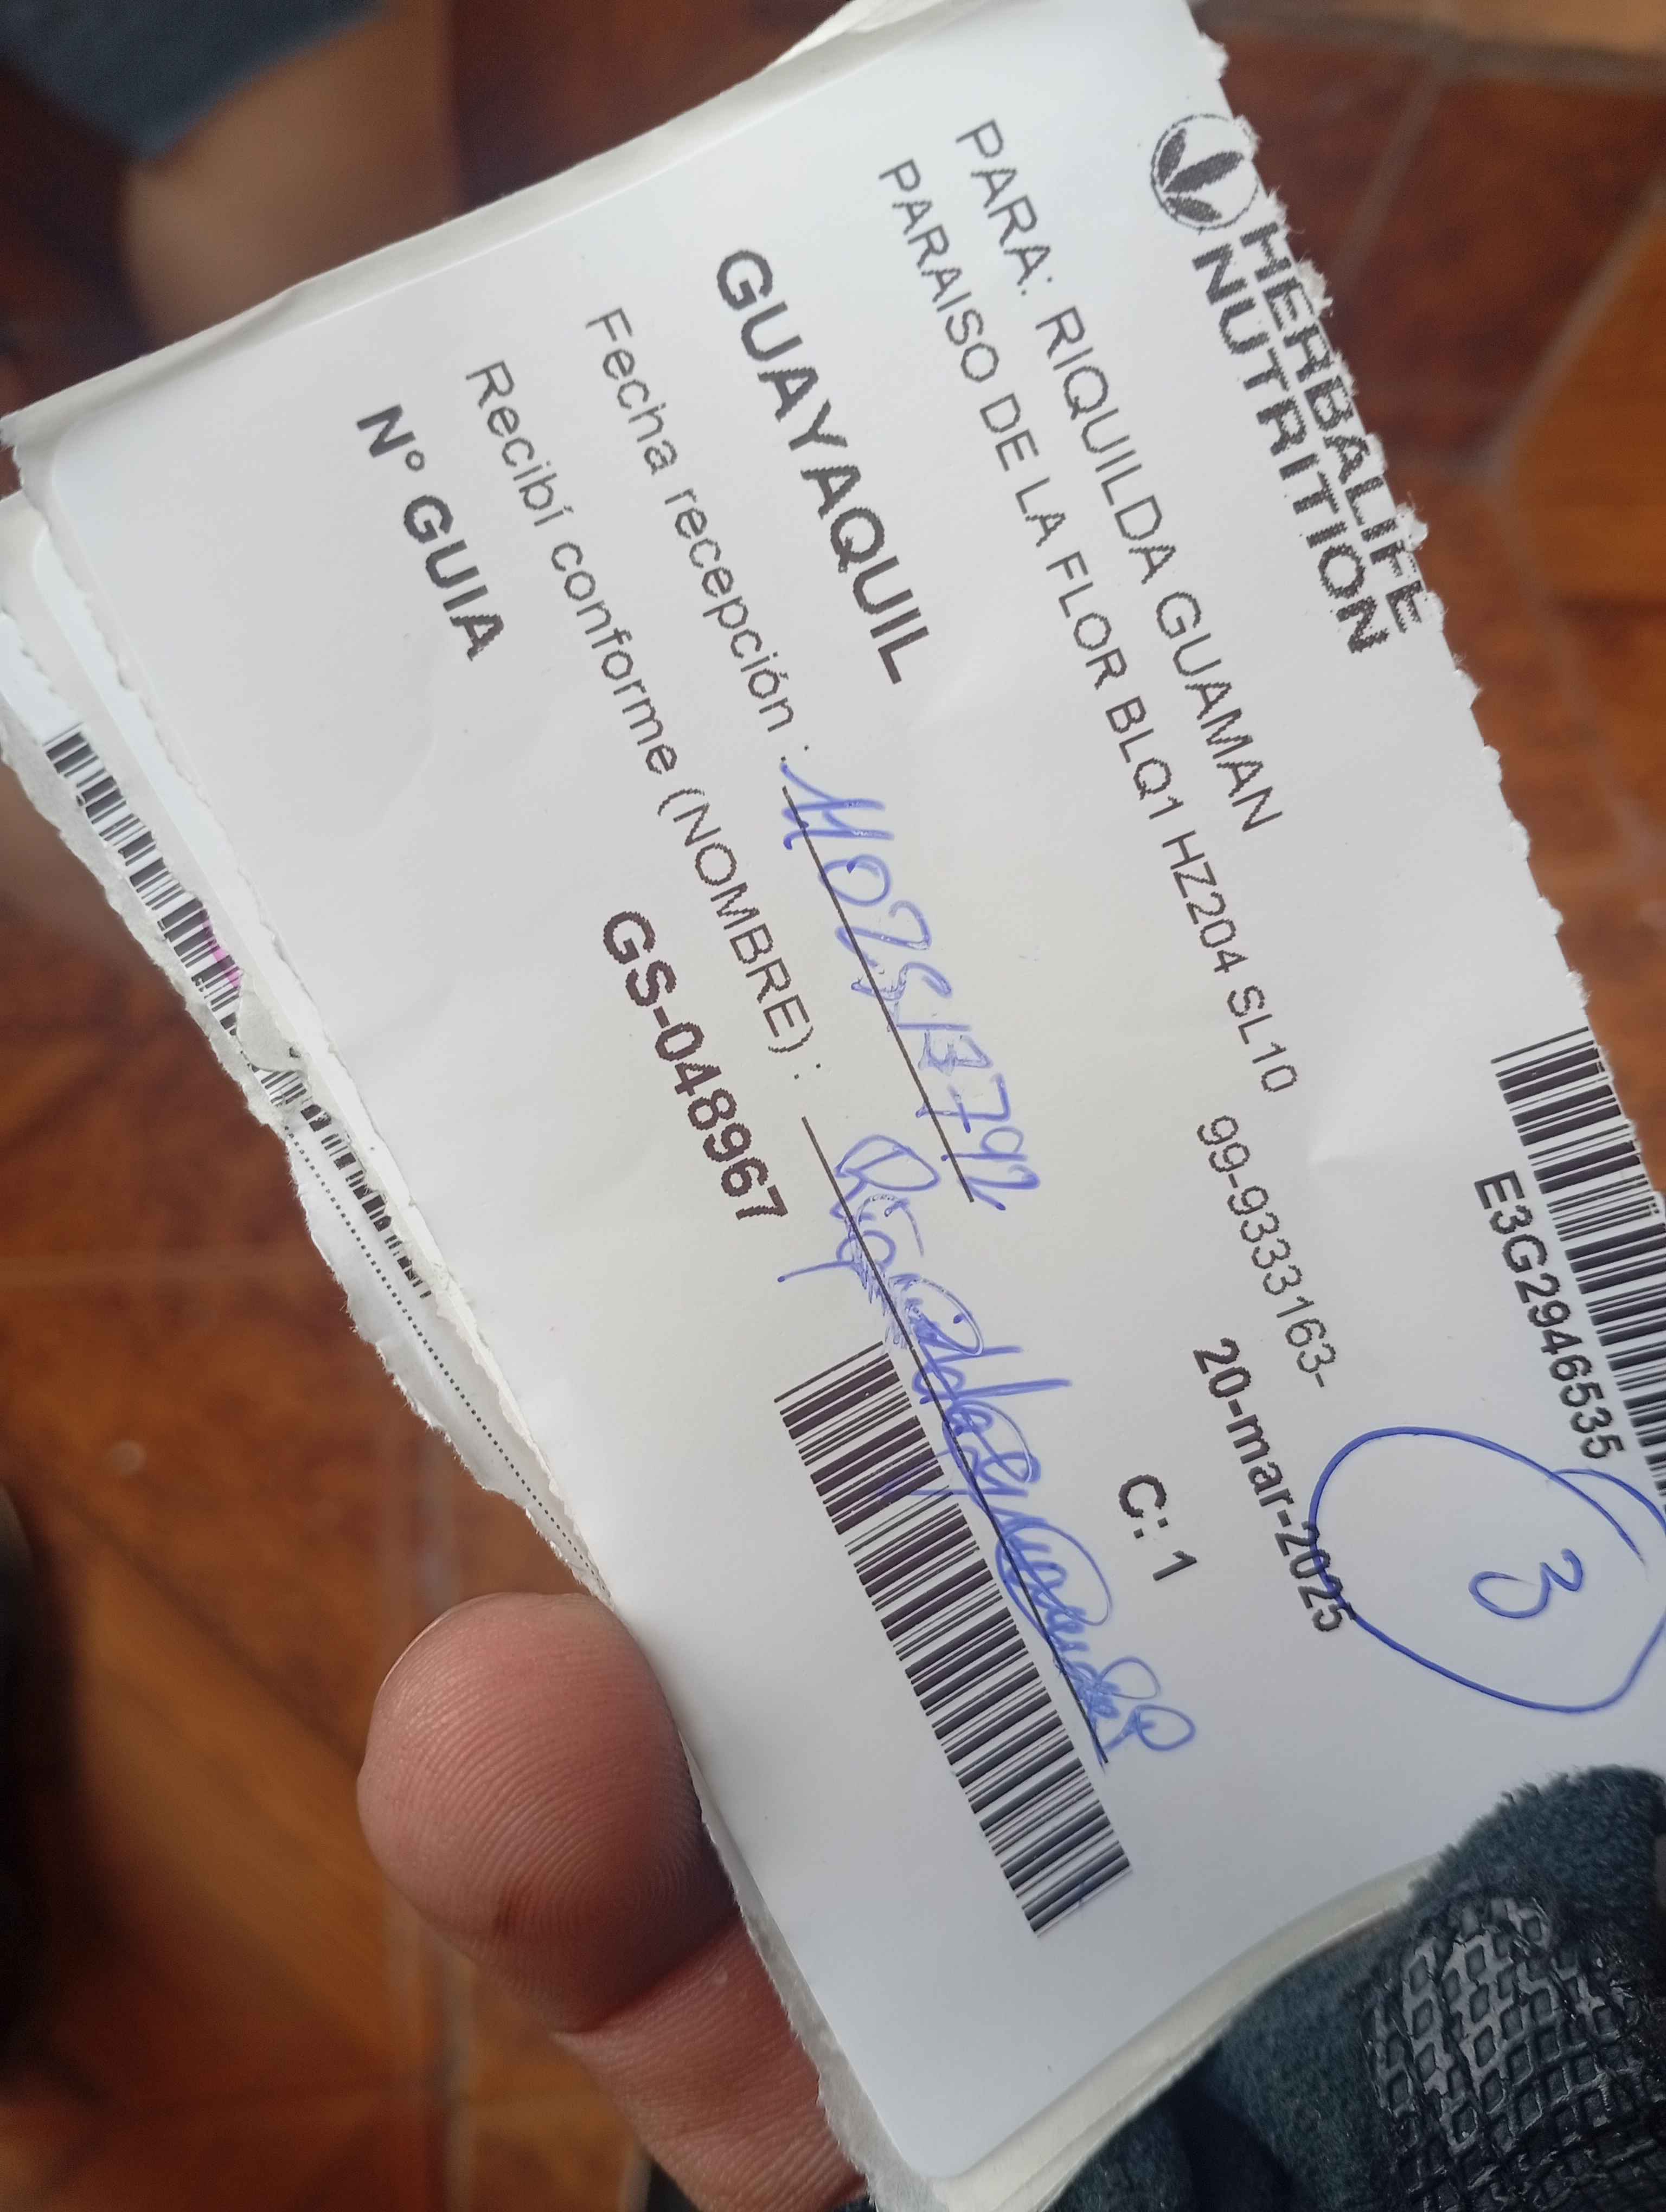 HERBALIFE
NUTRITION
E3G2946535
3
PARA: RIQUILDA GUAMAN
99-9333163-
20-mar-2025
PARAISO DE LA FLOR BLQ1 HZ204 SL10
C: 1
GUAYAQUIL
Fecha recepción :
Recibí conforme (NOMBRE) :
Nº GUIA GS-048967